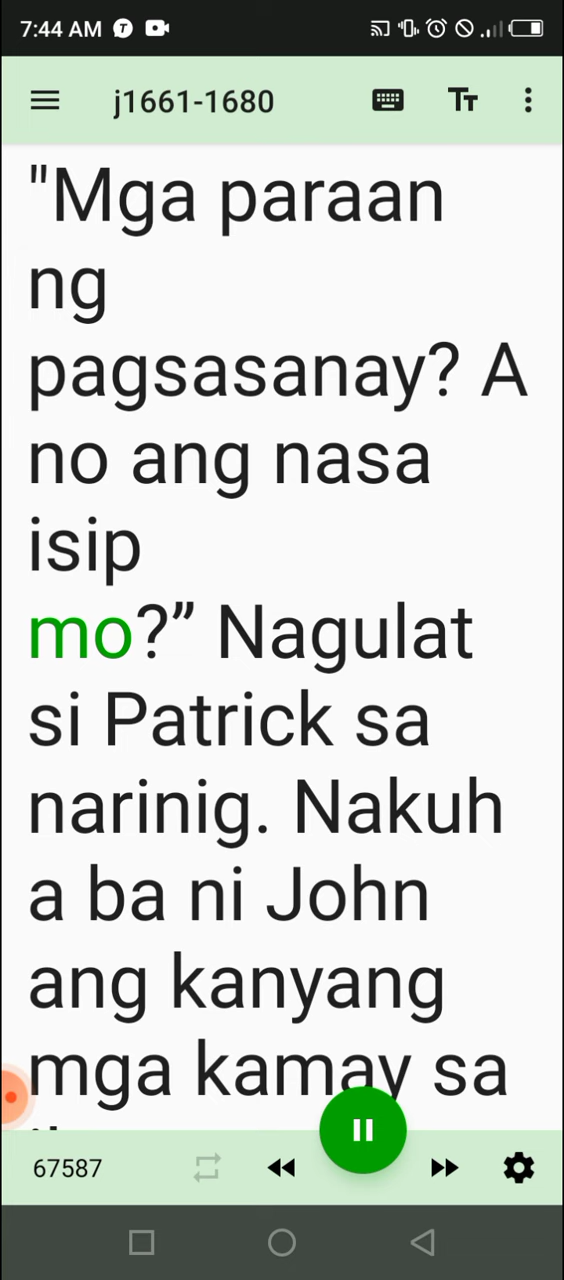 7:44 AM
j1661-1680
"Mga paraan
ng
pagsasanay? A
no ang nasa
isip
mo?” Nagulat
si Patrick sa
narinig. Nakuh
a ba ni John
ang kanyang
mga kamay sa
67587